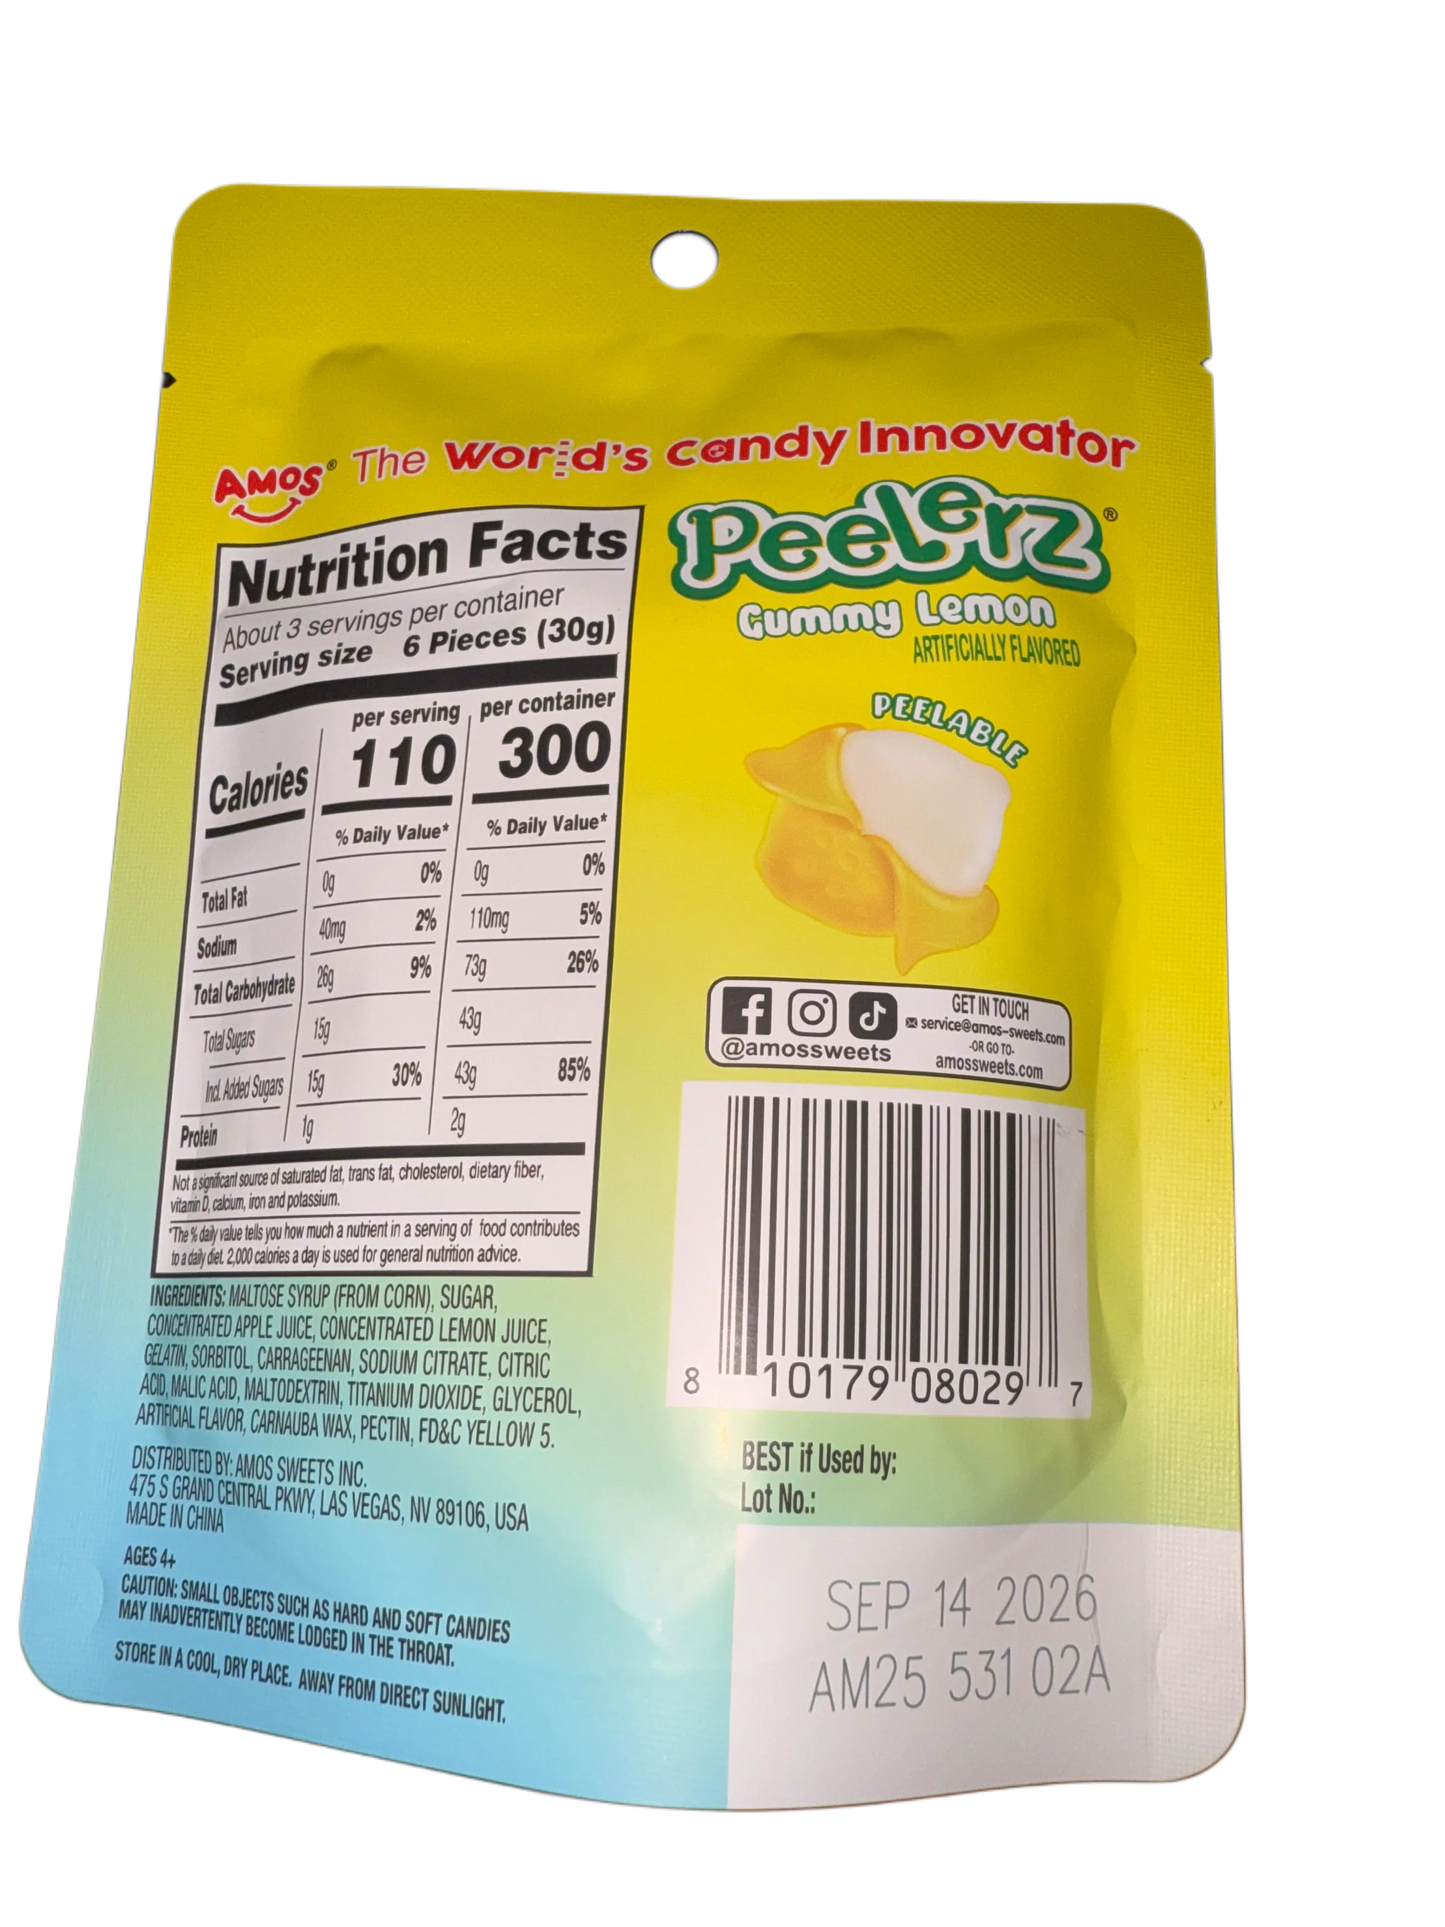 AMOS® The World's Candy Innovator
Nutrition Facts
About 3 servings per container
Serving size 6 Pieces (30g)
per serving per container
Calories 110 300
% Daily Value* % Daily Value*
Total Fat 0g 0% 0g 0%
Sodium 40mg 2% 110mg 5%
Total Carbohydrate 26g 9% 73g 26%
Total Sugars 15g 43g
Incl. Added Sugars 15g 30% 43g 85%
Protein 1g 2g
Not a significant source of saturated fat, trans fat, cholesterol, dietary fiber,
vitamin D, calcium, iron and potassium.
*The % daily value tells you how much a nutrient in a serving of food contributes
to a daily diet. 2,000 calories a day is used for general nutrition advice.
INGREDIENTS: MALTOSE SYRUP (FROM CORN), SUGAR,
CONCENTRATED APPLE JUICE, CONCENTRATED LEMON JUICE,
GELATIN, SORBITOL, CARRAGEENAN, SODIUM CITRATE, CITRIC
ACID, MALIC ACID, MALTODEXTRIN, TITANIUM DIOXIDE, GLYCEROL,
ARTIFICIAL FLAVOR, CARNAUBA WAX, PECTIN, FD&C YELLOW 5.
DISTRIBUTED BY: AMOS SWEETS INC.
475 S GRAND CENTRAL PKWY, LAS VEGAS, NV 89106, USA
MADE IN CHINA
AGES 4+
CAUTION: SMALL OBJECTS SUCH AS HARD AND SOFT CANDIES
MAY INADVERTENTLY BECOME LODGED IN THE THROAT.
STORE IN A COOL, DRY PLACE. AWAY FROM DIRECT SUNLIGHT.
Peelerz®
Gummy Lemon
ARTIFICIALLY FLAVORED
PEELABLE
@amossweets
GET IN TOUCH
service@amos-sweets.com
-OR GO TO-
amossweets.com
8 10179 08029 7
BEST if Used by:
Lot No.:
SEP 14 2026
AM25 531 02A